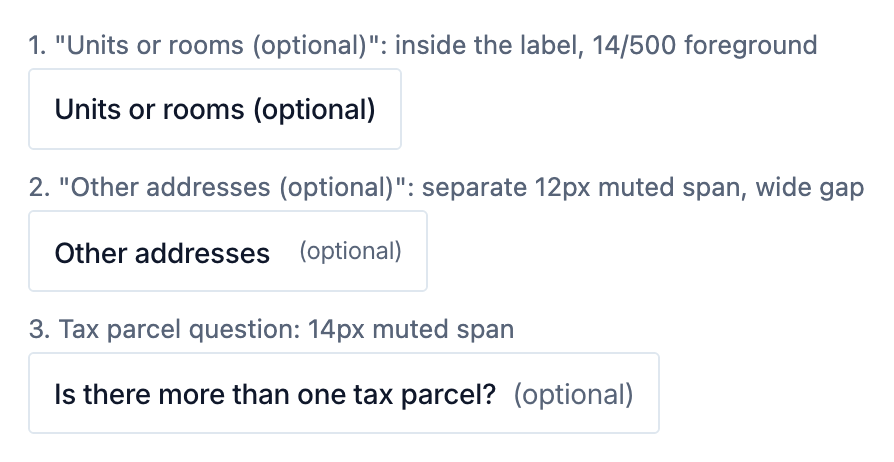 1. "Units or rooms (optional)": inside the label, 14/500 foreground
Units or rooms (optional)
2. "Other addresses (optional)": separate 12px muted span, wide gap
Other addresses (optional)
3. Tax parcel question: 14px muted span
Is there more than one tax parcel? (optional)